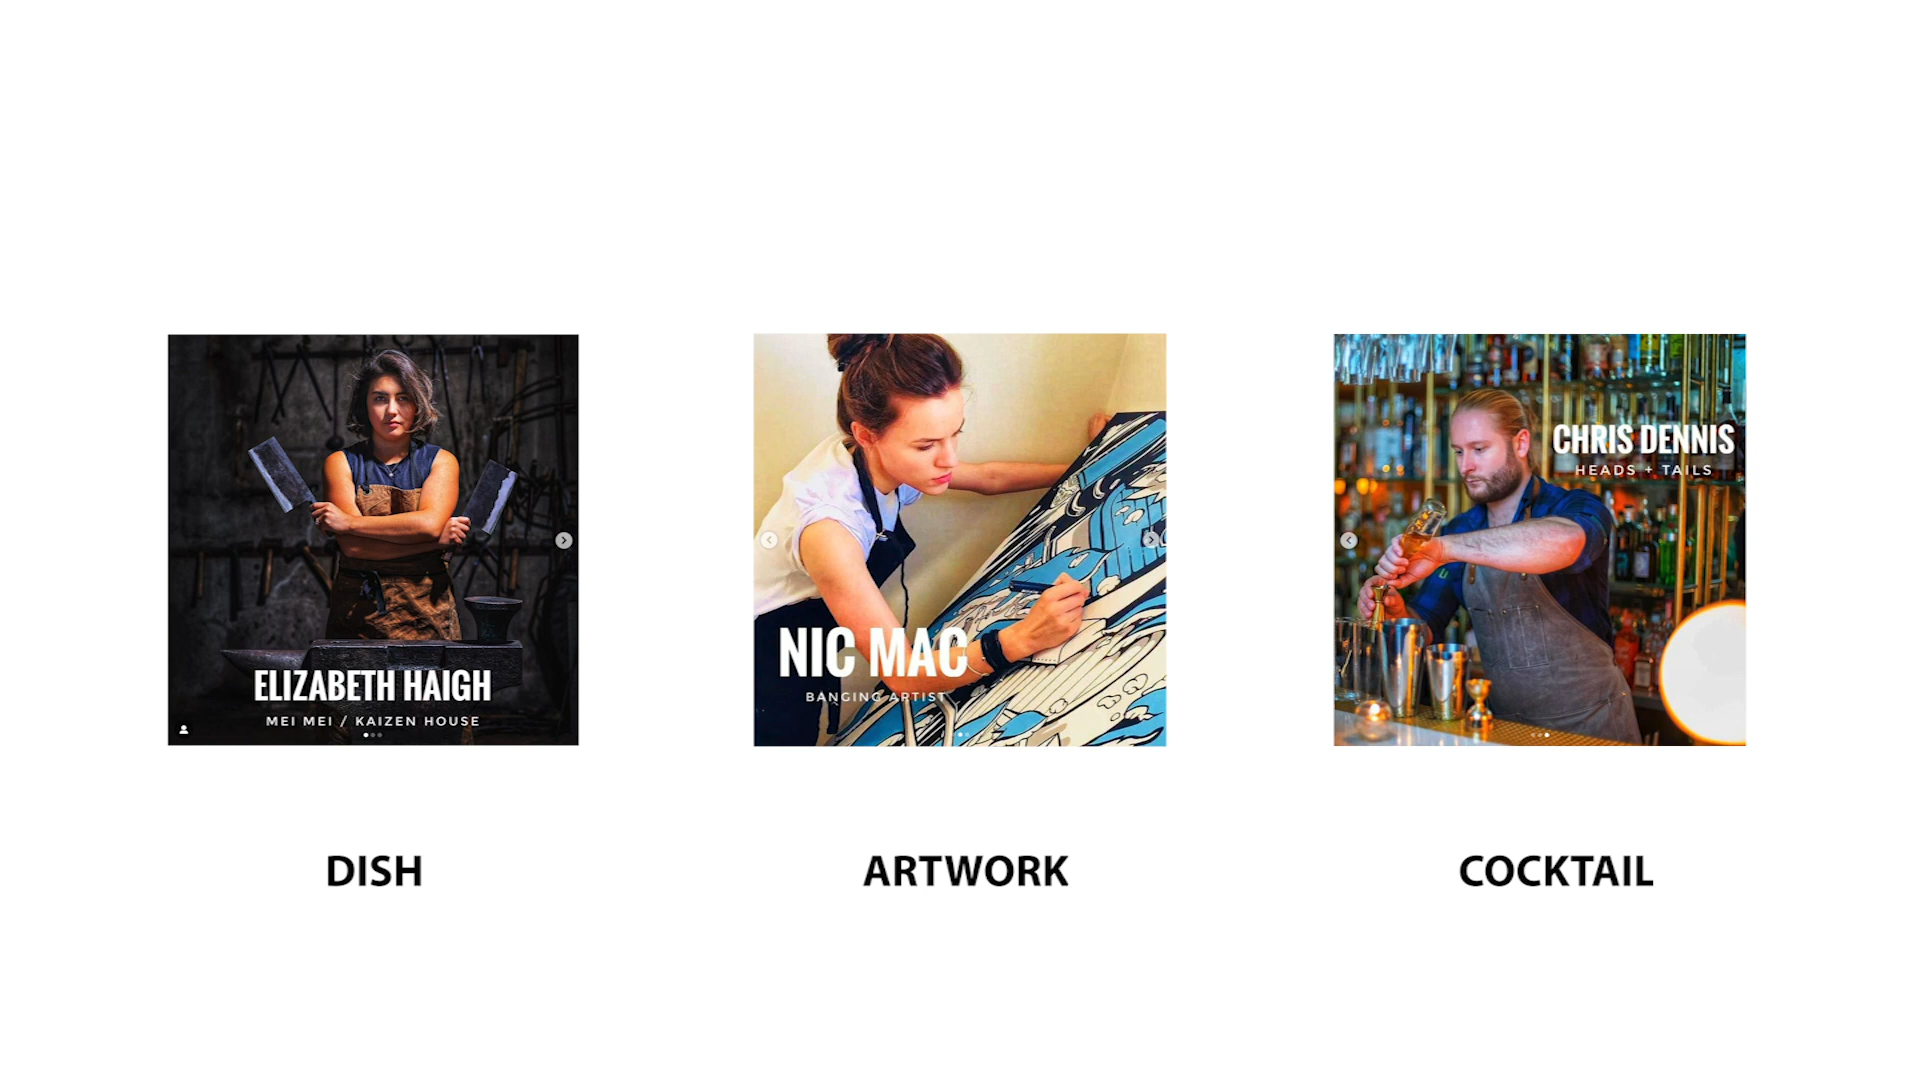 ELIZABETH HAIGH
MEI MEI / KAIZEN HOUSE
NIC MAC
BANGING ARTIST
CHRIS DENNIS
HEADS + TAILS
DISH
ARTWORK
COCKTAIL